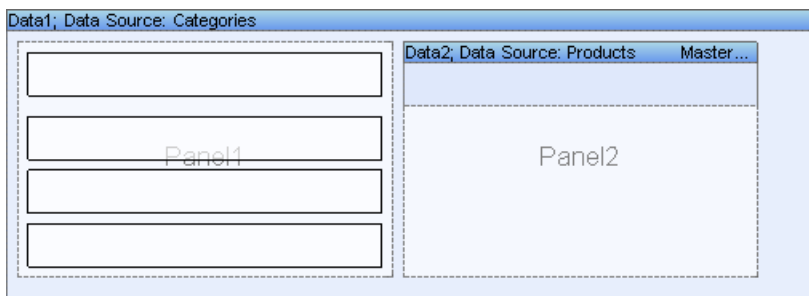 Data1; Data Source: Categories
Data2; Data Source: Products Master...
Panel1
Panel2